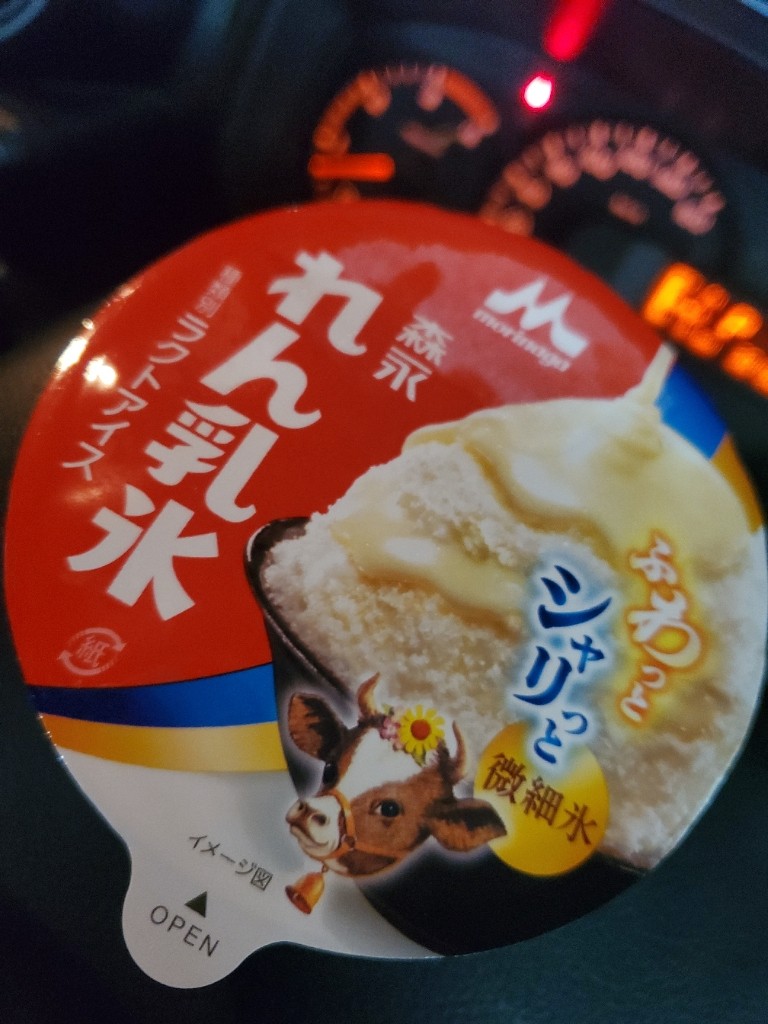 morinaga
森永
れん乳氷
種類別 ラクトアイス
ふわっと
シャリっと
微細氷
紙
イメージ図
OPEN